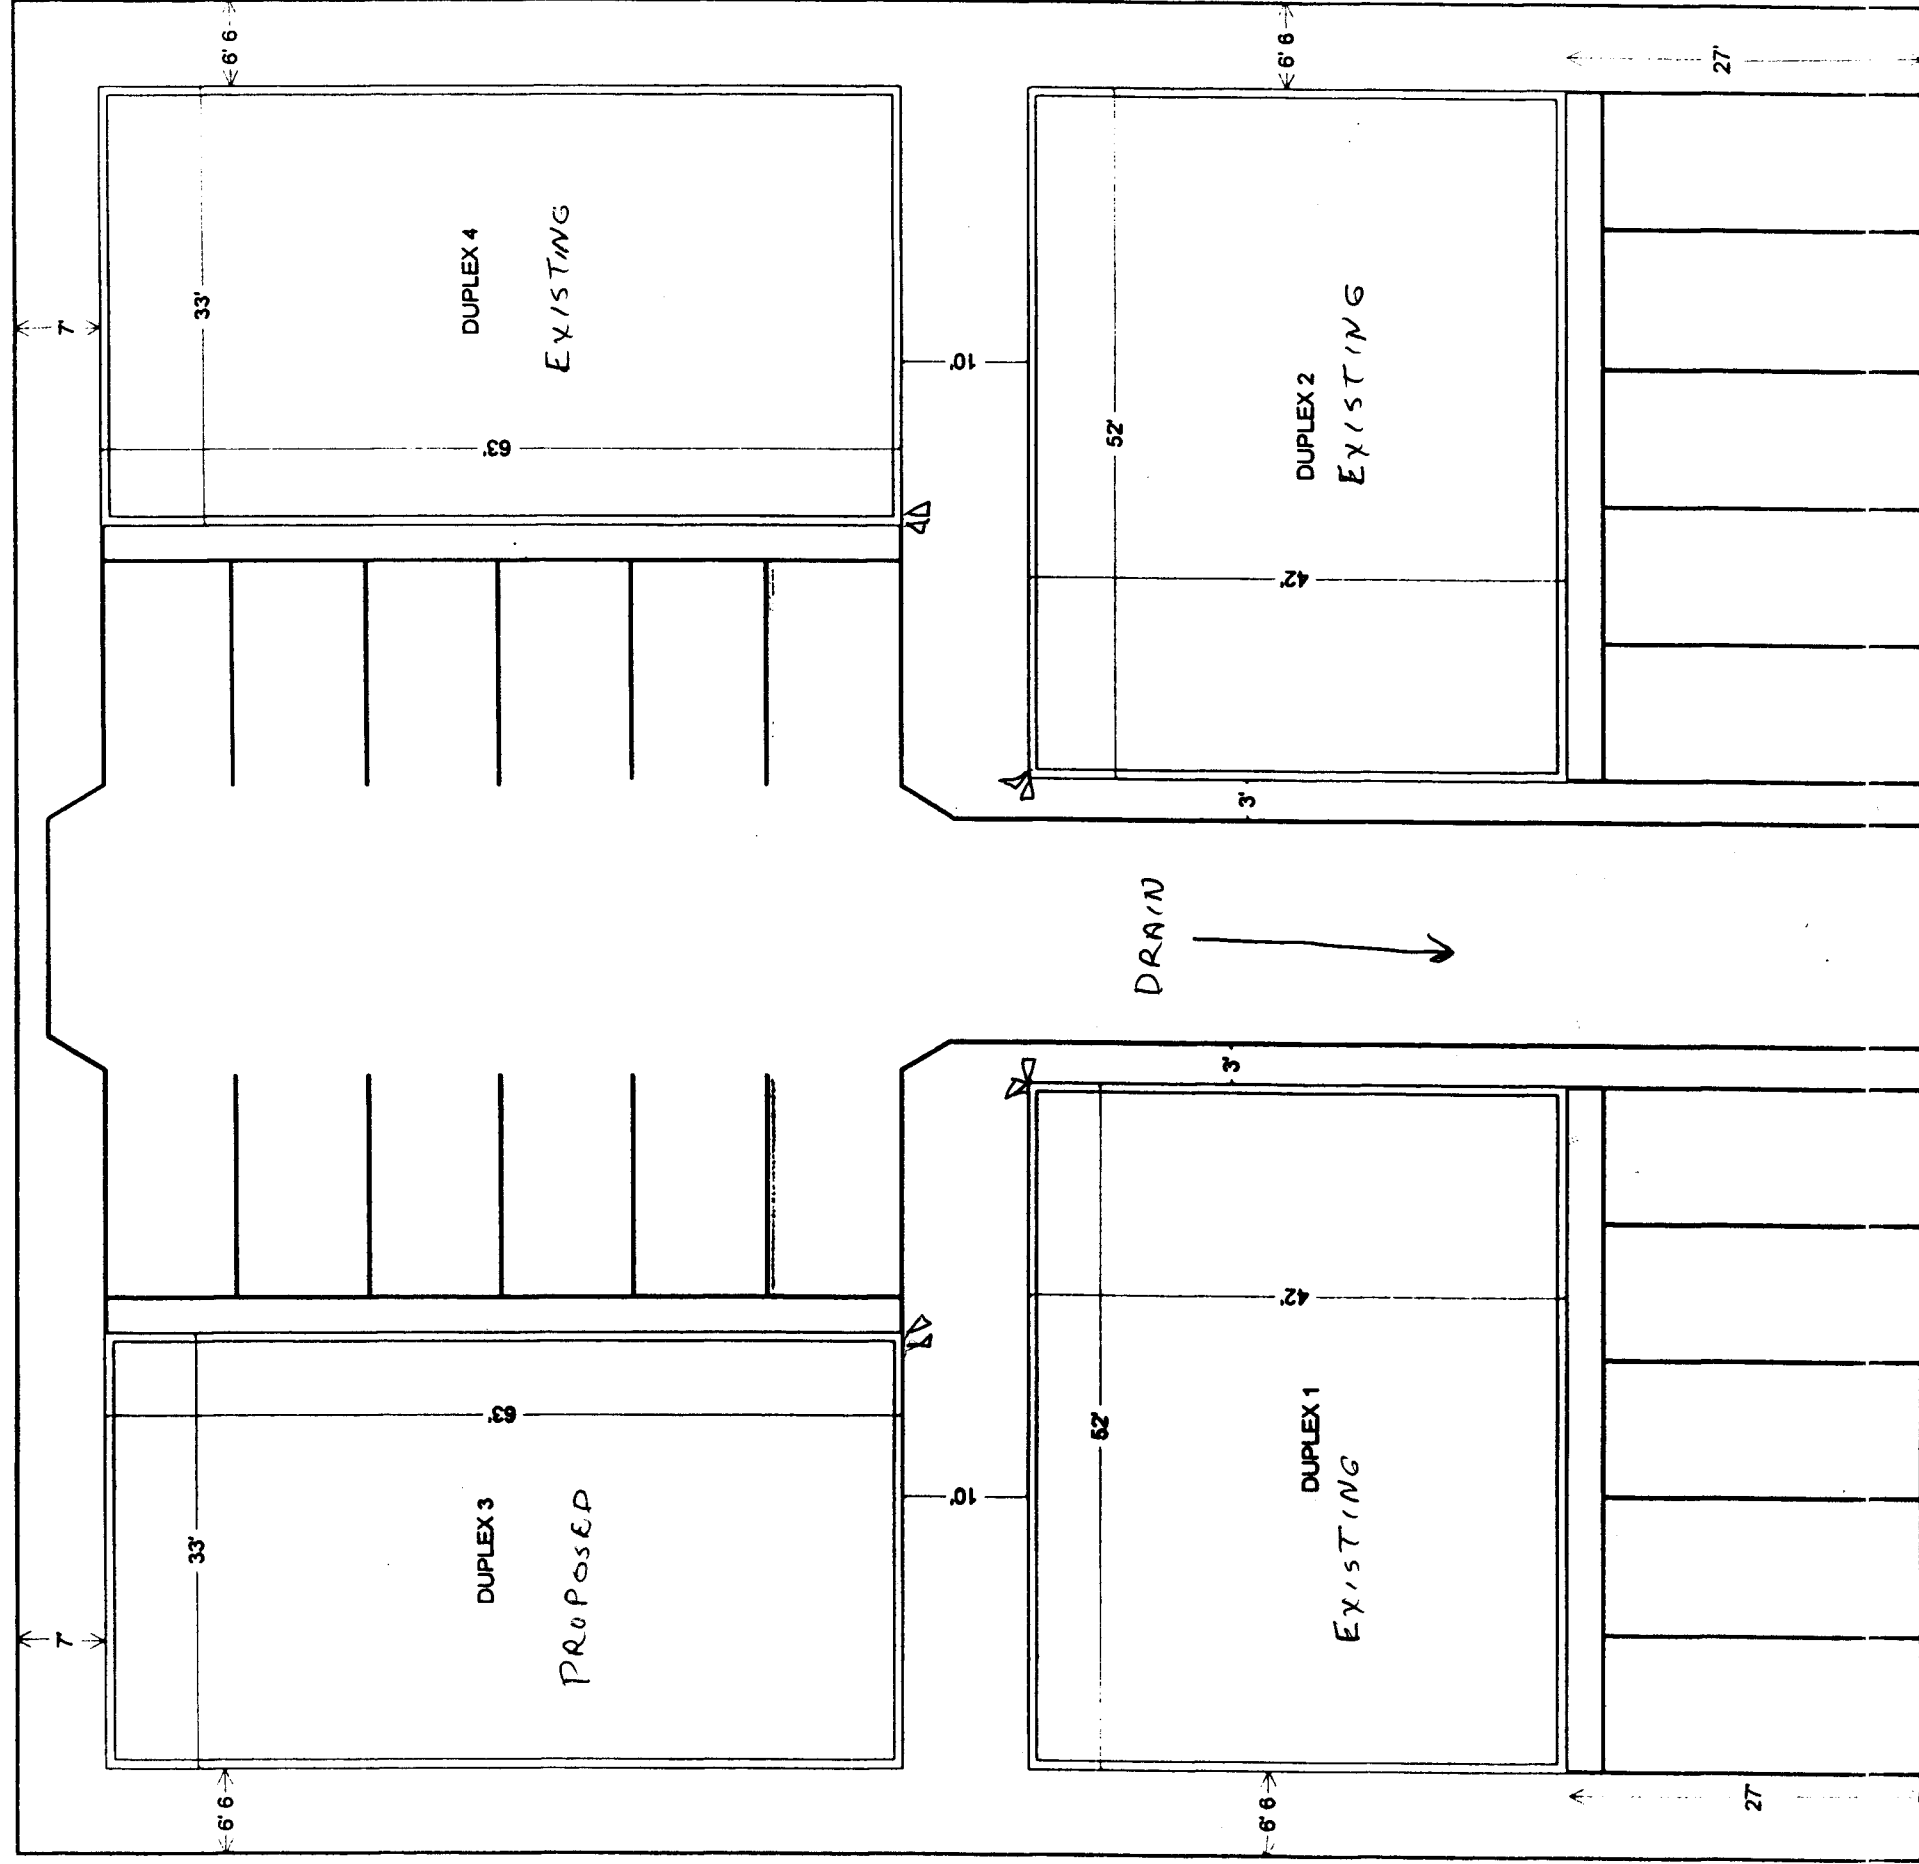 6' 6
6' 6
27'
7'
33'
DUPLEX 4
EXISTING
63'
10'
52'
DUPLEX 2
EXISTING
42'
3'
DRAIN
3'
33'
DUPLEX 3
PROPOSED
63'
7'
10'
52'
DUPLEX 1
EXISTING
42'
6' 6
6' 6
27'